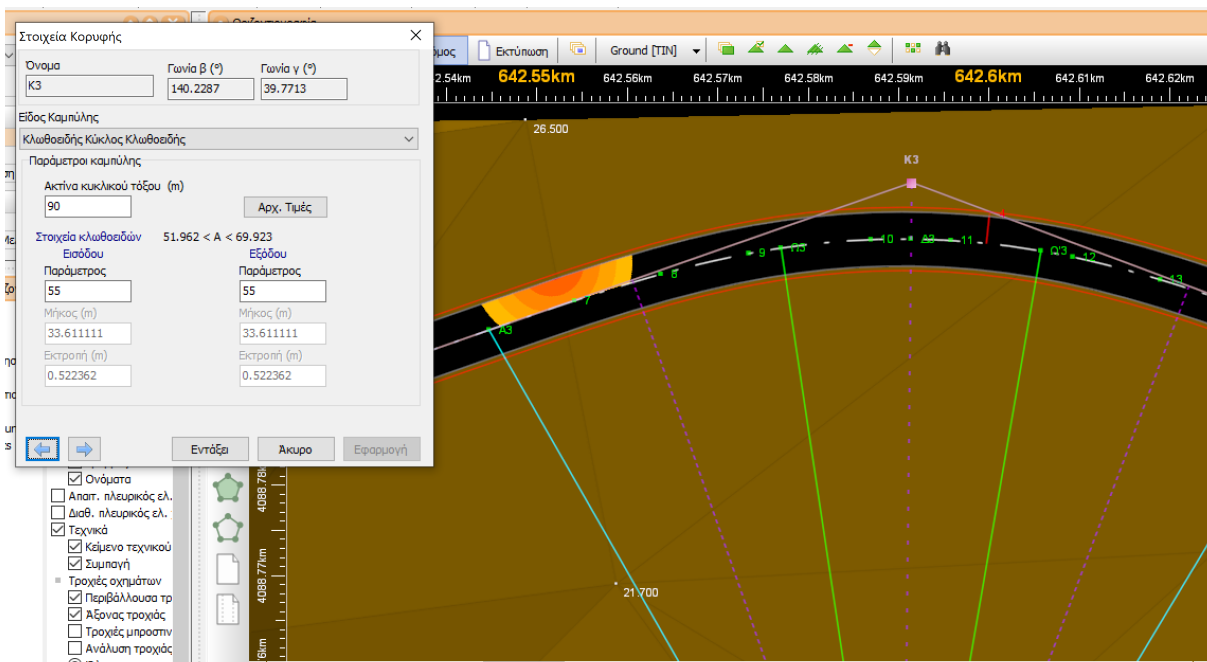 Στοιχεία Κορυφής
Όνομα
Γωνία β (°)
Γωνία γ (°)
K3
140.2287
39.7713
Είδος Καμπύλης
Κλωθοειδής Κύκλος Κλωθοειδής
Παράμετροι καμπύλης
Ακτίνα κυκλικού τόξου (m)
90
Αρχ. Τιμές
Στοιχεία κλωθοειδών
51.962 < A < 69.923
Εισόδου
Εξόδου
Παράμετρος
Παράμετρος
55
55
Μήκος (m)
Μήκος (m)
33.611111
33.611111
Εκτροπή (m)
Εκτροπή (m)
0.522362
0.522362
Εντάξει
Άκυρο
Εφαρμογή
Ονόματα
Απαιτ. πλευρικός ελ.
Διαθ. πλευρικός ελ.
Τεχνικά
Κείμενο τεχνικού
Συμπαγή
Τροχιές οχημάτων
Περιβάλλουσα τρ
Άξονας τροχιάς
Τροχιές μπροστιν
Ανάλυση τροχιάς
Εκτύπωση
Ground [TIN]
2.54km
642.55km
642.56km
642.57km
642.58km
642.59km
642.6km
642.61km
642.62km
26.500
K3
A3
7
8
9
Ω3
10
Δ3
11
Ω'3
12
13
4088.78k
4088.77km
6km
21.700